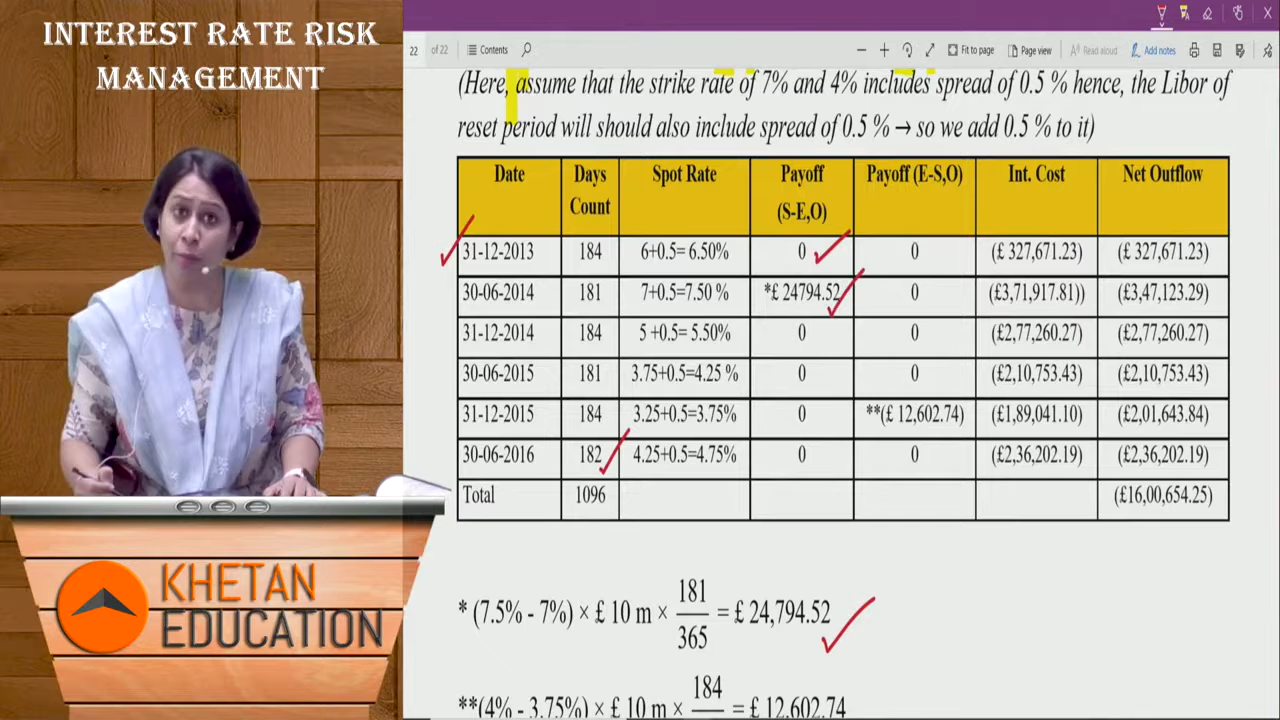 INTEREST RATE RISK
MANAGEMENT
22 of 22 Contents Fit to page Page view Read aloud Add notes
(Here, assume that the strike rate of 7% and 4% includes spread of 0.5 % hence, the Libor of
reset period will should also include spread of 0.5 % → so we add 0.5 % to it)
Date Days Count Spot Rate Payoff (S-E,O) Payoff (E-S,O) Int. Cost Net Outflow
31-12-2013 184 6+0.5= 6.50% 0 0 (£ 327,671.23) (£ 327,671.23)
30-06-2014 181 7+0.5=7.50 % *£ 24794.52 0 (£3,71,917.81)) (£3,47,123.29)
31-12-2014 184 5 +0.5= 5.50% 0 0 (£2,77,260.27) (£2,77,260.27)
30-06-2015 181 3.75+0.5=4.25 % 0 0 (£2,10,753.43) (£2,10,753.43)
31-12-2015 184 3.25+0.5=3.75% 0 **(£ 12,602.74) (£1,89,041.10) (£2,01,643.84)
30-06-2016 182 4.25+0.5=4.75% 0 0 (£2,36,202.19) (£2,36,202.19)
Total 1096 (£16,00,654.25)
* (7.5% - 7%) × £ 10 m × 181/365 = £ 24,794.52
**(4% - 3.75%) × £ 10 m × 184 = £ 12,602.74
KHETAN
EDUCATION